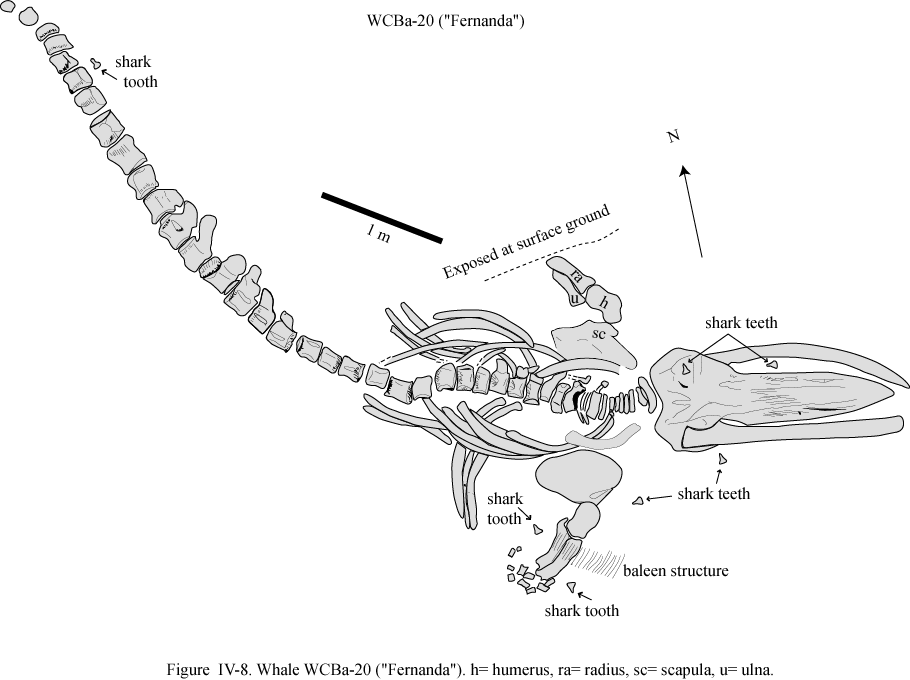 WCBa-20 ("Fernanda")
shark
tooth
N
1 m
Exposed at surface ground
ra
u
h
sc
shark teeth
shark teeth
shark
tooth
baleen structure
shark tooth
Figure IV-8. Whale WCBa-20 ("Fernanda"). h= humerus, ra= radius, sc= scapula, u= ulna.